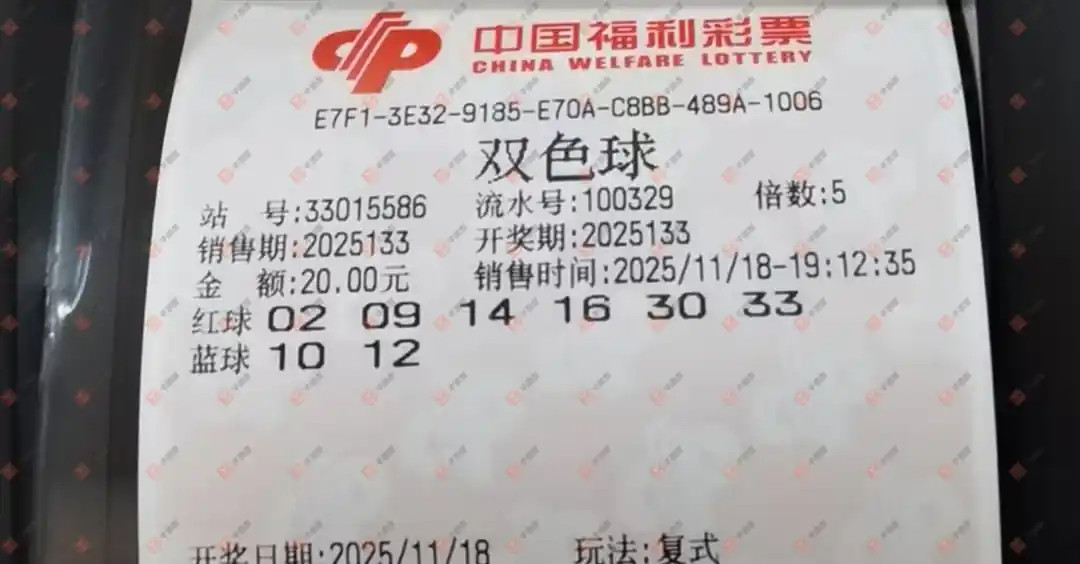 中国福利彩票
CHINA WELFARE LOTTERY
E7F1-3E32-9185-E70A-C8BB-489A-1006
双色球
站 号:33015586 流水号:100329 倍数:5
销售期:2025133 开奖期:2025133
金 额:20.00元 销售时间:2025/11/18-19:12:35
红球 02 09 14 16 30 33
蓝球 10 12
开奖日期:2025/11/18 玩法:复式